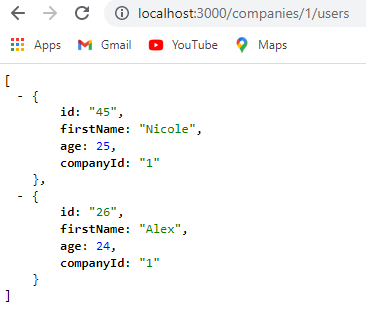 localhost:3000/companies/1/users
Apps Gmail YouTube Maps
[
- {
id: "45",
firstName: "Nicole",
age: 25,
companyId: "1"
},
- {
id: "26",
firstName: "Alex",
age: 24,
companyId: "1"
}
]